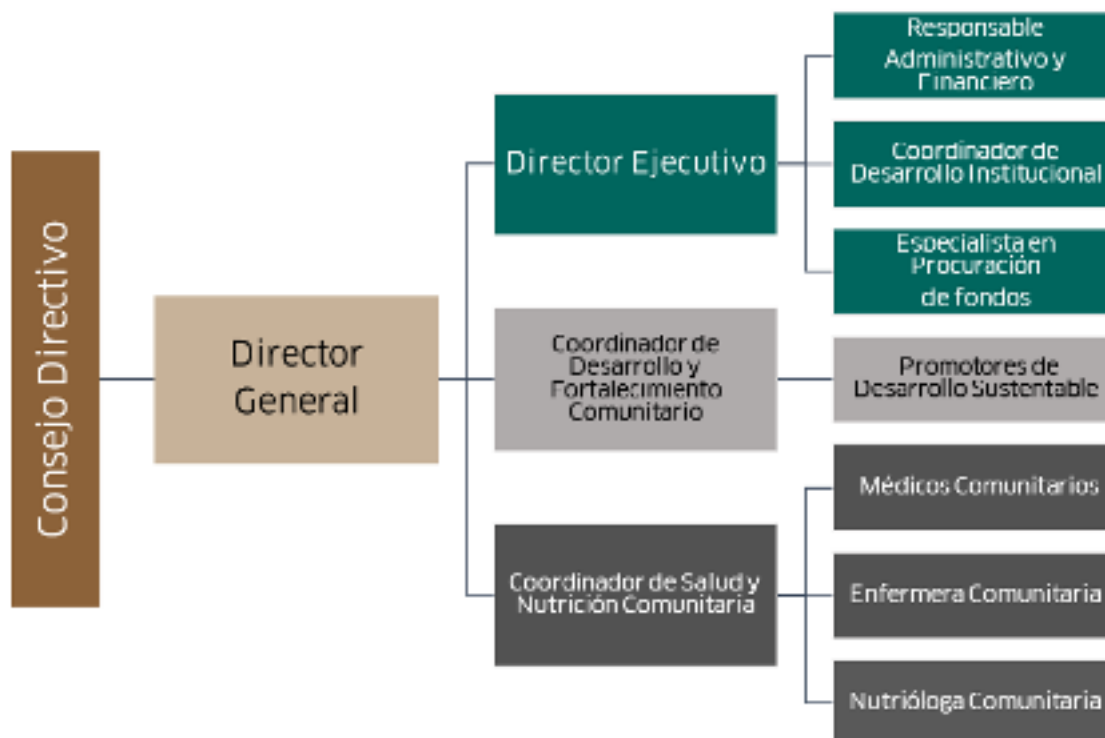 Consejo Directivo
Director
General
Director Ejecutivo
Responsable
Administrativo y
Financiero
Coordinador de
Desarrollo Institucional
Especialista en
Procuración
de fondos
Coordinador de
Desarrollo y
Fortalecimiento
Comunitario
Promotores de
Desarrollo Sustentable
Coordinador de Salud y
Nutrición Comunitaria
Médicos Comunitarios
Enfermera Comunitaria
Nutrióloga Comunitaria